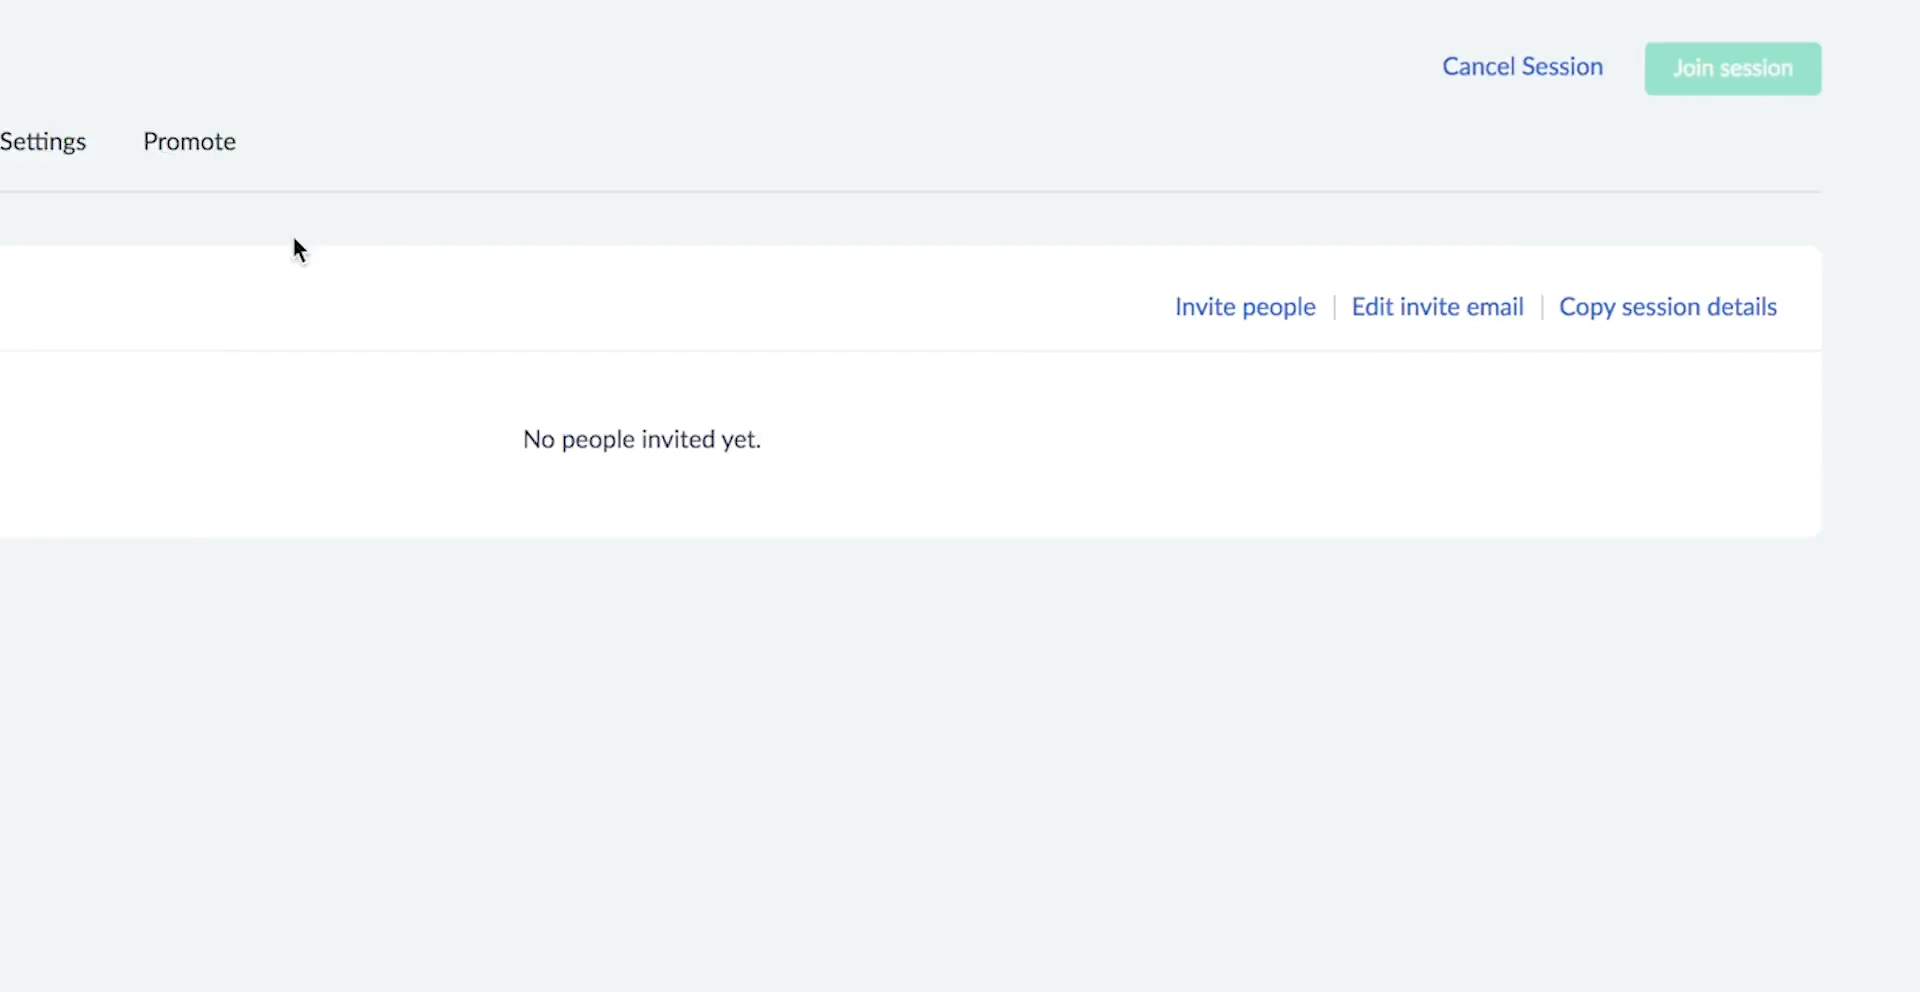 Cancel Session
Join session
Settings
Promote
Invite people
Edit invite email
Copy session details
No people invited yet.